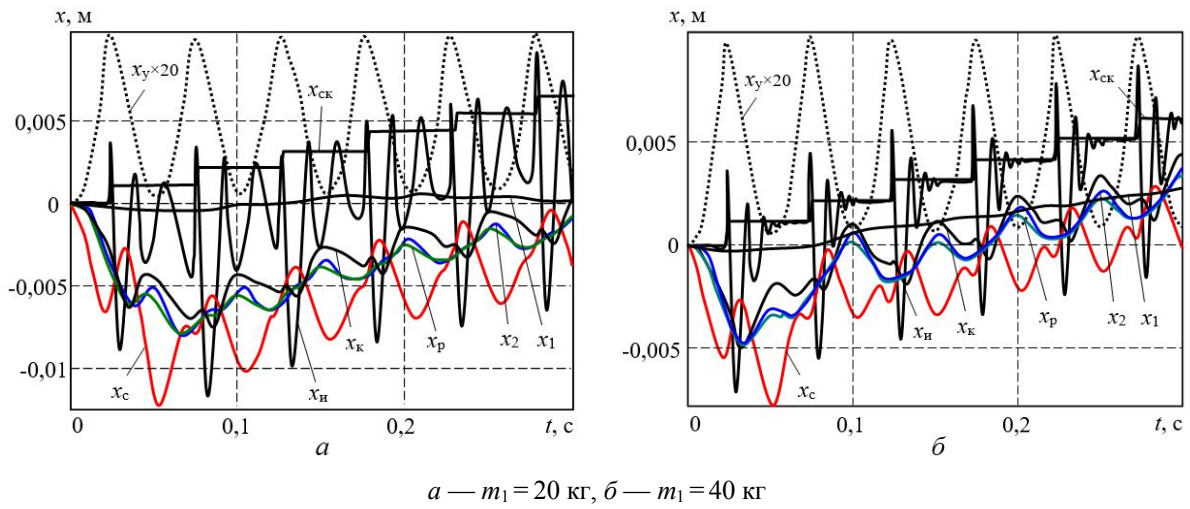 x, м
x, м
xу×20
xск
xу×20
xск
0,005
0,005
0
0
-0,005
-0,005
-0,01
xс
xи
xк
xр
x2
x1
xс
xи
xк
xр
x2
x1
0
0,1
0,2
t, с
0
0,1
0,2
t, с
а
б
а — m1 = 20 кг, б — m1 = 40 кг